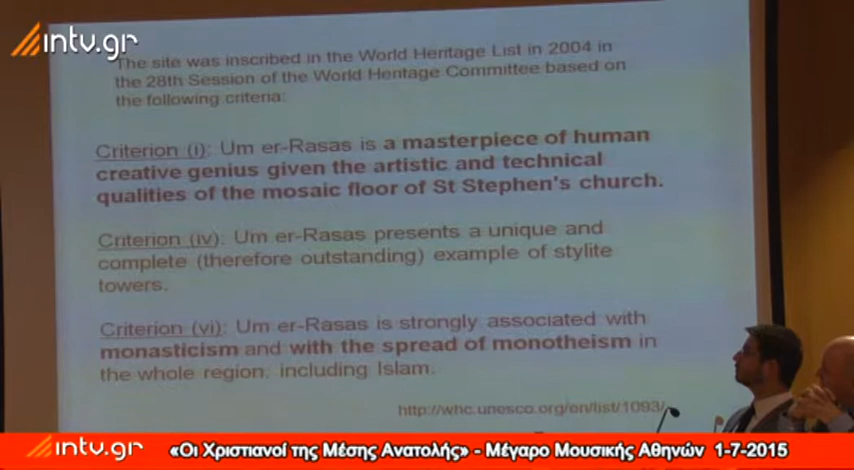 intv.gr
The site was inscribed in the World Heritage List in 2004 in
the 28th Session of the World Heritage Committee based on
the following criteria:
Criterion (i): Um er-Rasas is a masterpiece of human
creative genius given the artistic and technical
qualities of the mosaic floor of St Stephen's church.
Criterion (iv): Um er-Rasas presents a unique and
complete (therefore outstanding) example of stylite
towers.
Criterion (vi): Um er-Rasas is strongly associated with
monasticism and with the spread of monotheism in
the whole region, including Islam.
http://whc.unesco.org/en/list/1093/
intv.gr «Οι Χριστιανοί της Μέσης Ανατολής» - Μέγαρο Μουσικής Αθηνών 1-7-2015